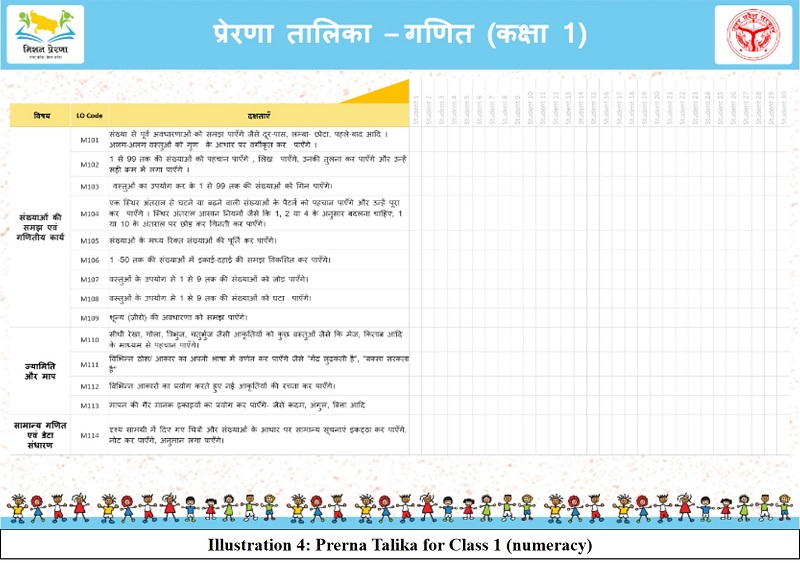 मिशन प्रेरणा
प्रेरणा तालिका – गणित (कक्षा 1)
Student 1 Student 2 Student 3 Student 4 Student 5 Student 6 Student 7 Student 8 Student 9 Student 10 Student 11 Student 12 Student 13 Student 14 Student 15 Student 16 Student 17 Student 18 Student 19 Student 20 Student 21 Student 22 Student 23 Student 24 Student 25 Student 26 Student 27 Student 28 Student 29 Student 30
विषय LO Code दक्षताएँ
संख्याओं की
समझ एवं
गणितीय कार्य
M101 संख्या से पूर्व अवधारणाओं को समझ पाएँगे जैसे दूर-पास, लम्बा- छोटा, पहले-बाद आदि ।
अलग-अलग वस्तुओं को गुण के आधार पर वर्गीकृत कर पाएँगे ।
M102 1 से 99 तक की संख्याओं को पहचान पाएँगे , लिख पाएँगे, उनकी तुलना कर पाएँगे और उन्हें
सही क्रम में लगा पाएँगे ।
M103 वस्तुओं का उपयोग कर के 1 से 99 तक की संख्याओं को गिन पाएँगे।
M104 एक स्थिर अंतराल से घटने या बढ़ने वाली संख्याओं के पैटर्न को पहचान पाएँगे और उन्हें पूरा
कर पाएँगे । स्थिर अंतराल आसान नियमों जैसे कि 1, 2 या 4 के अनुसार बदलना चाहिए; 1
या 10 के अंतराल पर छोड़ कर गिनती कर पाएँगे।
M105 संख्याओं के मध्य रिक्त संख्याओं की पूर्ति कर पाएँगे।
M106 1 -50 तक की संख्याओं में इकाई-दहाई की समझ विकसित कर पाएँगे।
M107 वस्तुओं के उपयोग से 1 से 9 तक की संख्याओं को जोड़ पाएँगे।
M108 वस्तुओं के उपयोग से 1 से 9 तक की संख्याओं को घटा पाएँगे।
M109 शून्य (ज़ीरो) की अवधारणा को समझ पाएँगे।
ज्यामिति
और माप
M110 सीधी रेखा, गोला, त्रिभुज, चतुर्भुज जैसी आकृतियों को कुछ वस्तुओं जैसे कि मेज, किताब आदि
के माध्यम से पहचान पाएँगे।
M111 विभिन्न ठोस/ आकार का अपनी भाषा में वर्णन कर पाएँगे जैसे "गेंद लुढ़कती है", "बक्सा सरकता
है"
M112 विभिन्न आकारों का प्रयोग करते हुए नई आकृतियों की रचना कर पाएँगे।
M113 मापन की गैर मानक इकाइयों का प्रयोग कर पाएँगे- जैसे कदम, अंगुल, बित्ता आदि
सामान्य गणित
एवं डेटा
संधारण
M114 दृश्य सामग्री में दिए गए चित्रों और संख्याओं के आधार पर सामान्य सूचनाएं इकट्ठा कर पाएँगे,
नोट कर पाएँगे, अनुमान लगा पाएँगे।
Illustration 4: Prerna Talika for Class 1 (numeracy)